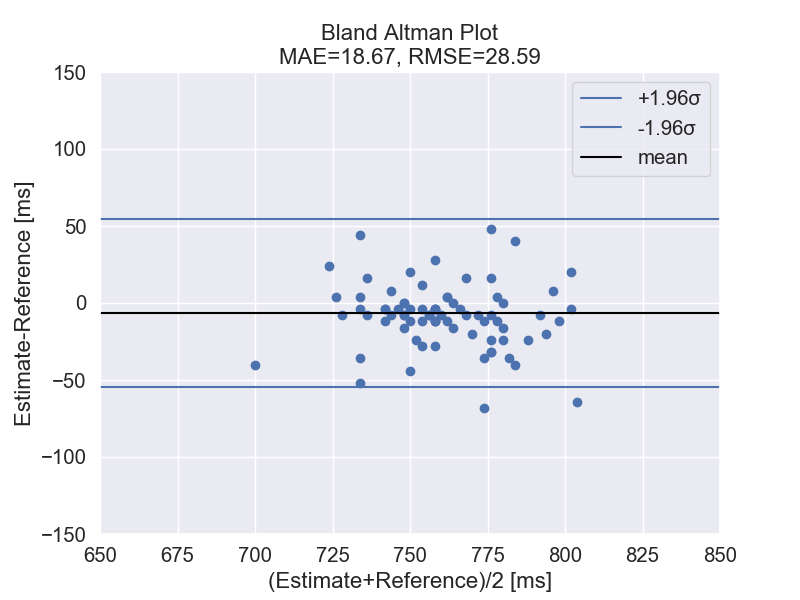 Bland Altman Plot
MAE=18.67, RMSE=28.59
+1.96σ
-1.96σ
mean
Estimate-Reference [ms]
150
100
50
0
−50
−100
−150
650 675 700 725 750 775 800 825 850
(Estimate+Reference)/2 [ms]